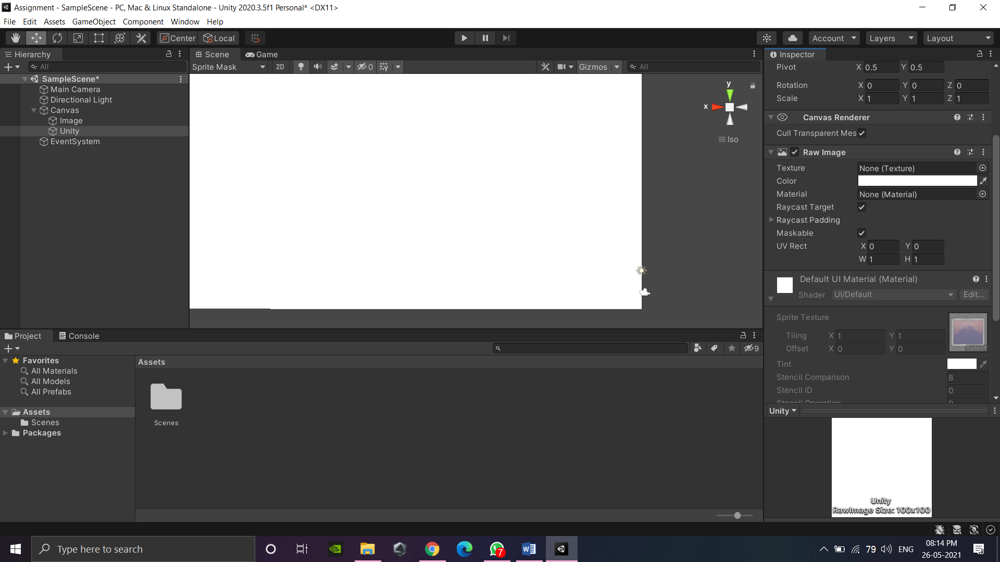 Assignment - SampleScene - PC, Mac & Linux Standalone - Unity 2020.3.5f1 Personal* <DX11>
File Edit Assets GameObject Component Window Help
Center Local Account Layers Layout
Hierarchy
All
SampleScene*
Main Camera
Directional Light
Canvas
Image
Unity
EventSystem
Scene Game
Sprite Mask 2D 0 Gizmos All
y
x
Iso
Inspector
Pivot X 0.5 Y 0.5
Rotation X 0 Y 0 Z 0
Scale X 1 Y 1 Z 1
Canvas Renderer
Cull Transparent Mes
Raw Image
Texture None (Texture)
Color
Material None (Material)
Raycast Target
Raycast Padding
Maskable
UV Rect X 0 Y 0
W 1 H 1
Default UI Material (Material)
Shader UI/Default Edit...
Sprite Texture
Tiling X 1 Y 1
Offset X 0 Y 0
Select
Tint
Stencil Comparison 8
Stencil ID 0
Stencil Operation 0
Unity
Unity
RawImage Size: 100x100
Project Console
9
Favorites
All Materials
All Models
All Prefabs
Assets
Scenes
Packages
Assets
Scenes
Type here to search
7
79 ENG
08:14 PM
26-05-2021